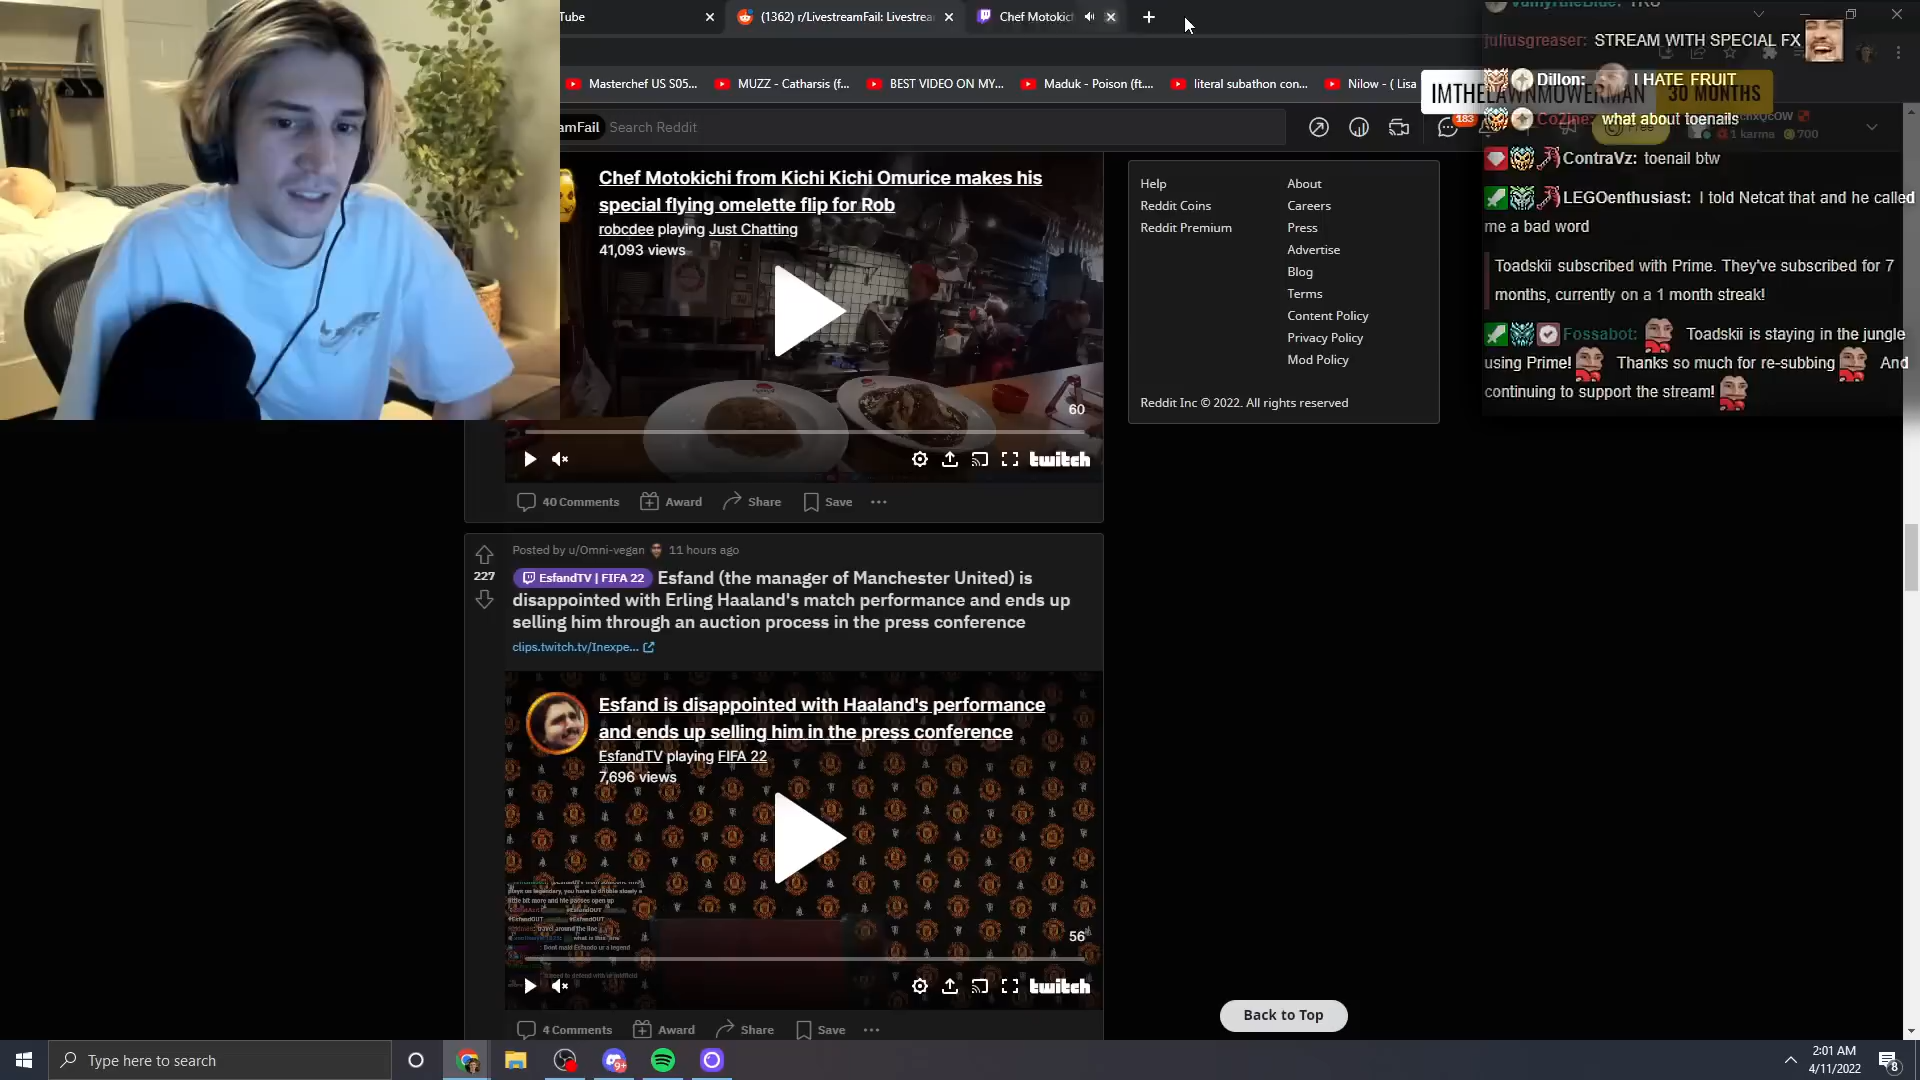 Tube
(1362) r/LivestreamFail: Livestrea
Chef Motokic
Masterchef US S05...
MUZZ - Catharsis (f...
BEST VIDEO ON MY...
Maduk - Poison (ft....
literal subathon con...
Nilow - ( Lisa
IMTHELAWNMOWERMAN 30 MONTHS
amFail Search Reddit
183
Free
1 karma 700
Chef Motokichi from Kichi Kichi Omurice makes his
special flying omelette flip for Rob
robcdee playing Just Chatting
41,093 views
60
twitch
40 Comments Award Share Save
Help
Reddit Coins
Reddit Premium
About
Careers
Press
Advertise
Blog
Terms
Content Policy
Privacy Policy
Mod Policy
Reddit Inc © 2022. All rights reserved
juliusgreaser: STREAM WITH SPECIAL FX
Dillon: I HATE FRUIT
Cozine: what about toenails
ContraVz: toenail btw
LEGOenthusiast: I told Netcat that and he called
me a bad word
Toadskii subscribed with Prime. They've subscribed for 7
months, currently on a 1 month streak!
Fossabot: Toadskii is staying in the jungle
using Prime! Thanks so much for re-subbing And
continuing to support the stream!
Posted by u/Omni-vegan 11 hours ago
227
EsfandTV | FIFA 22 Esfand (the manager of Manchester United) is
disappointed with Erling Haaland's match performance and ends up
selling him through an auction process in the press conference
clips.twitch.tv/Inexpe...
Esfand is disappointed with Haaland's performance
and ends up selling him in the press conference
EsfandTV playing FIFA 22
7,696 views
56
twitch
4 Comments Award Share Save
Back to Top
Type here to search
9+
2:01 AM
4/11/2022
8